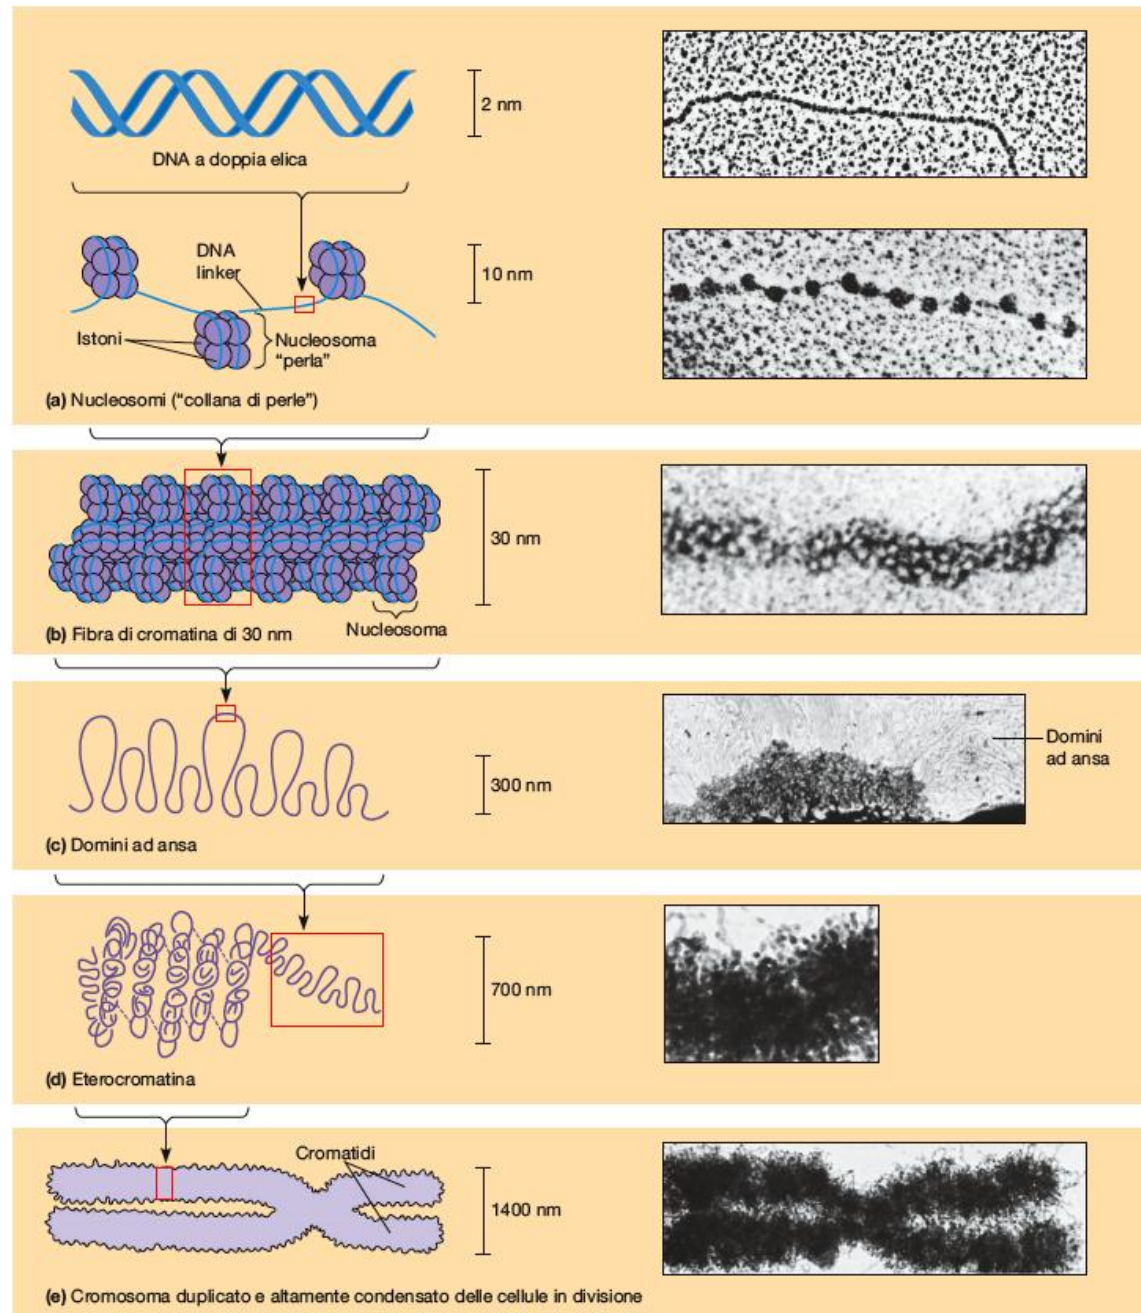 2 nm
DNA a doppia elica
DNA
linker
10 nm
Istoni
Nucleosoma
“perla”
(a) Nucleosomi (“collana di perle”)
30 nm
Nucleosoma
(b) Fibra di cromatina di 30 nm
Domini
ad ansa
300 nm
(c) Domini ad ansa
700 nm
(d) Eterocromatina
Cromatidi
1400 nm
(e) Cromosoma duplicato e altamente condensato delle cellule in divisione